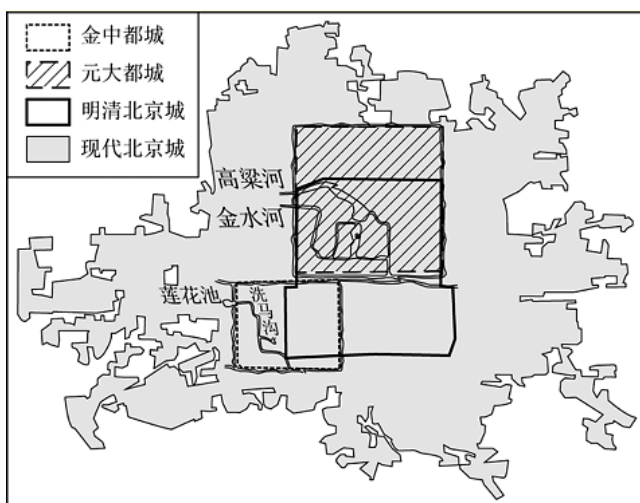 金中都城
元大都城
明清北京城
现代北京城
高粱河
金水河
莲花池
洗马沟